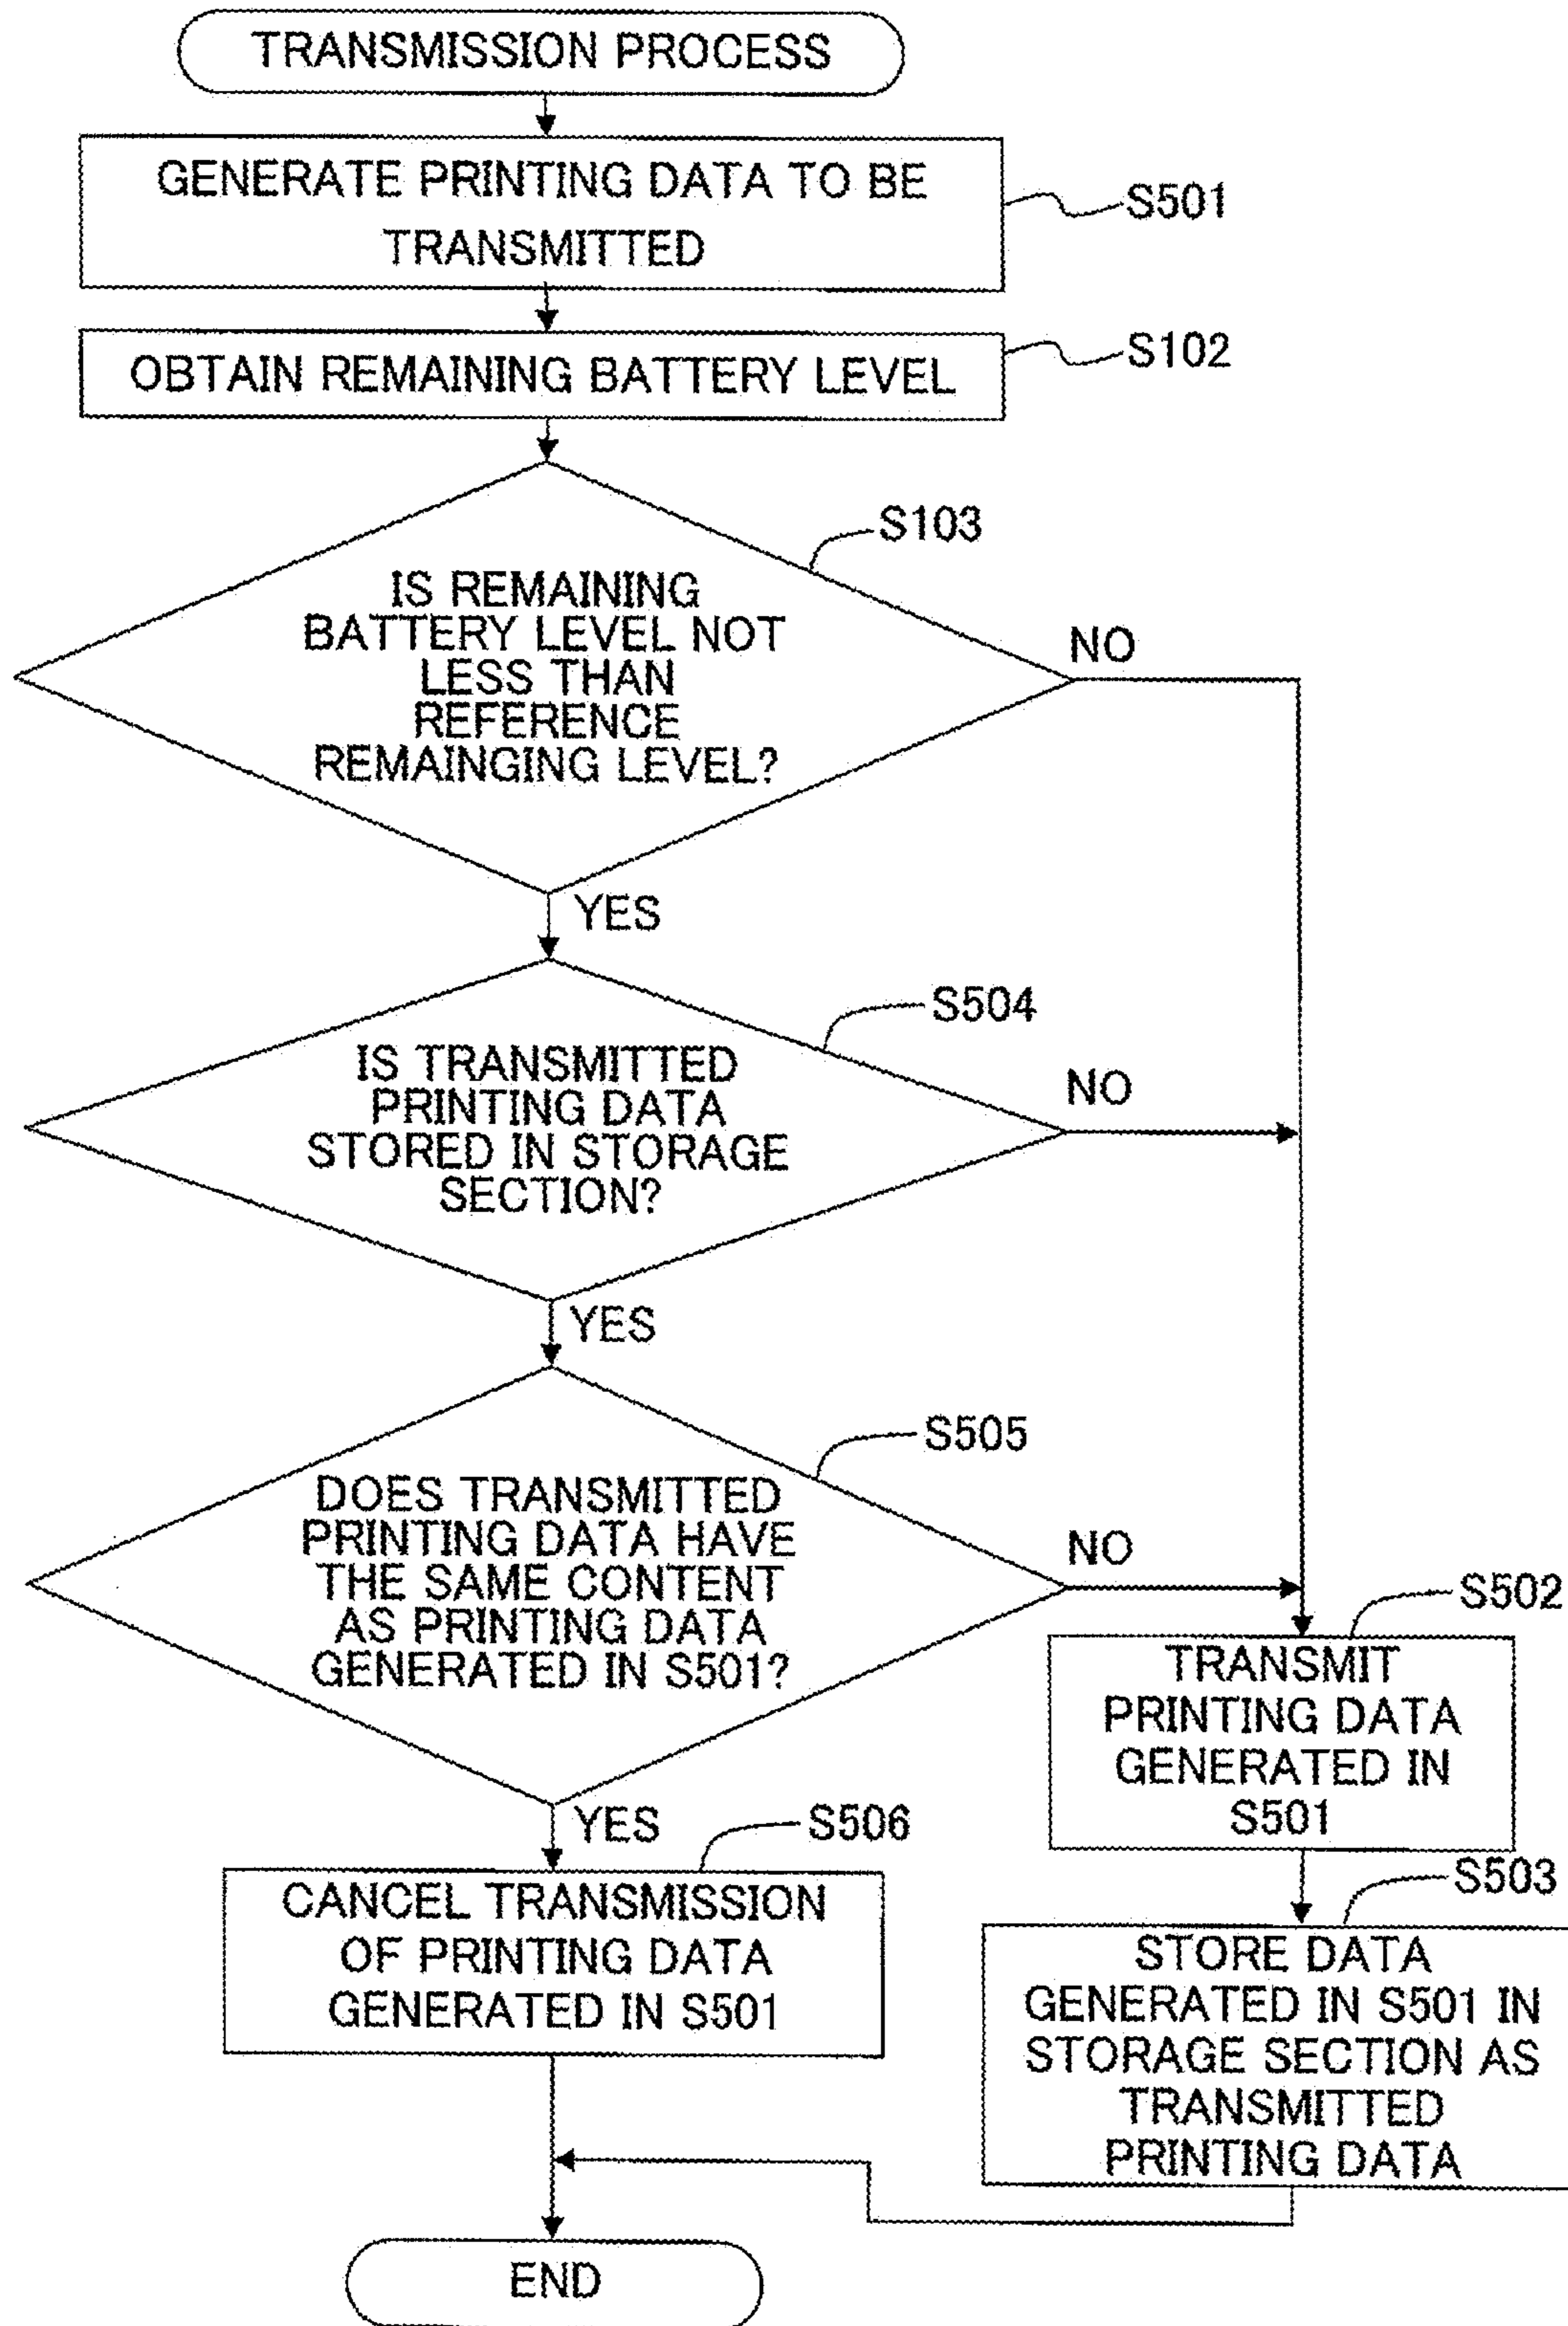 TRANSMISSION PROCESS
GENERATE PRINTING DATA TO BE
TRANSMITTED
S501
OBTAIN REMAINING BATTERY LEVEL
S102
S103
IS REMAINING
BATTERY LEVEL NOT
LESS THAN
REFERENCE
REMAINGING LEVEL?
NO
YES
S504
IS TRANSMITTED
PRINTING DATA
STORED IN STORAGE
SECTION?
NO
YES
S505
DOES TRANSMITTED
PRINTING DATA HAVE
THE SAME CONTENT
AS PRINTING DATA
GENERATED IN S501?
NO
YES
S502
TRANSMIT
PRINTING DATA
GENERATED IN
S501
S506
CANCEL TRANSMISSION
OF PRINTING DATA
GENERATED IN S501
S503
STORE DATA
GENERATED IN S501 IN
STORAGE SECTION AS
TRANSMITTED
PRINTING DATA
END